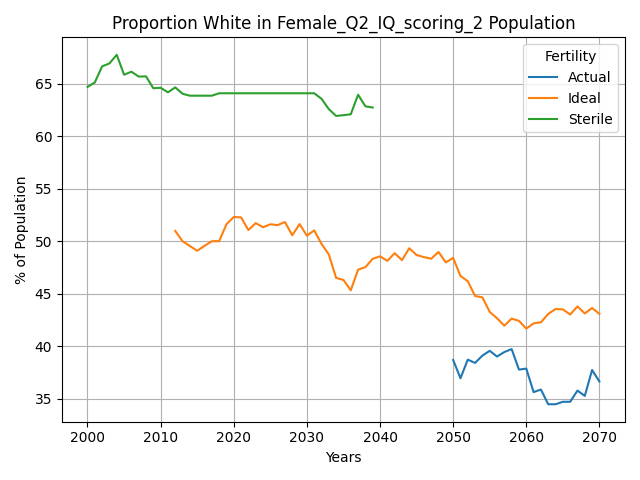 Proportion White in Female_Q2_IQ_scoring_2 Population
Fertility
Actual
Ideal
Sterile
% of Population
65
60
55
50
45
40
35
2000 2010 2020 2030 2040 2050 2060 2070
Years